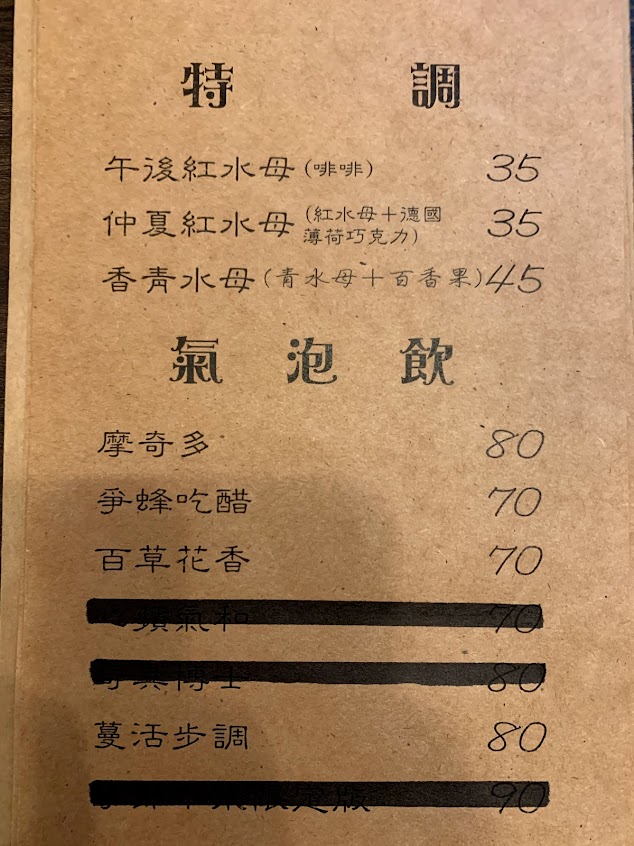 特調
午後紅水母(啡啡) 35
仲夏紅水母(紅水母+德國薄荷巧克力) 35
香青水母(青水母+百香果) 45
氣泡飲
摩奇多 80
爭蜂吃醋 70
百草花香 70
70
80
蔓活步調 80
90